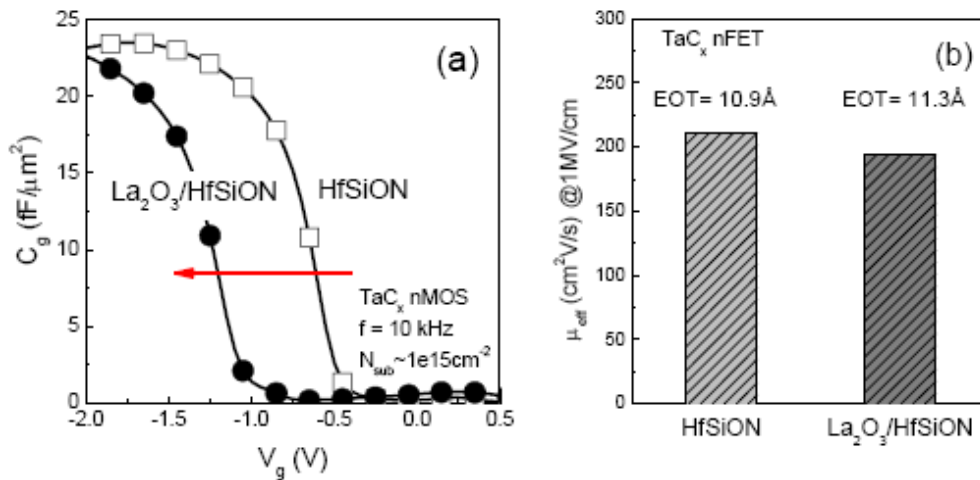 (a)
25
20
15
10
5
0
C_g (fF/μm²)
La₂O₃/HfSiON
HfSiON
TaCₓ nMOS
f = 10 kHz
N_sub~1e15cm⁻²
-2.0 -1.5 -1.0 -0.5 0.0 0.5
V_g (V)
(b)
300
250
200
150
100
50
0
μ_eff (cm²V/s) @1MV/cm
TaCₓ nFET
EOT= 10.9Å EOT= 11.3Å
HfSiON La₂O₃/HfSiON